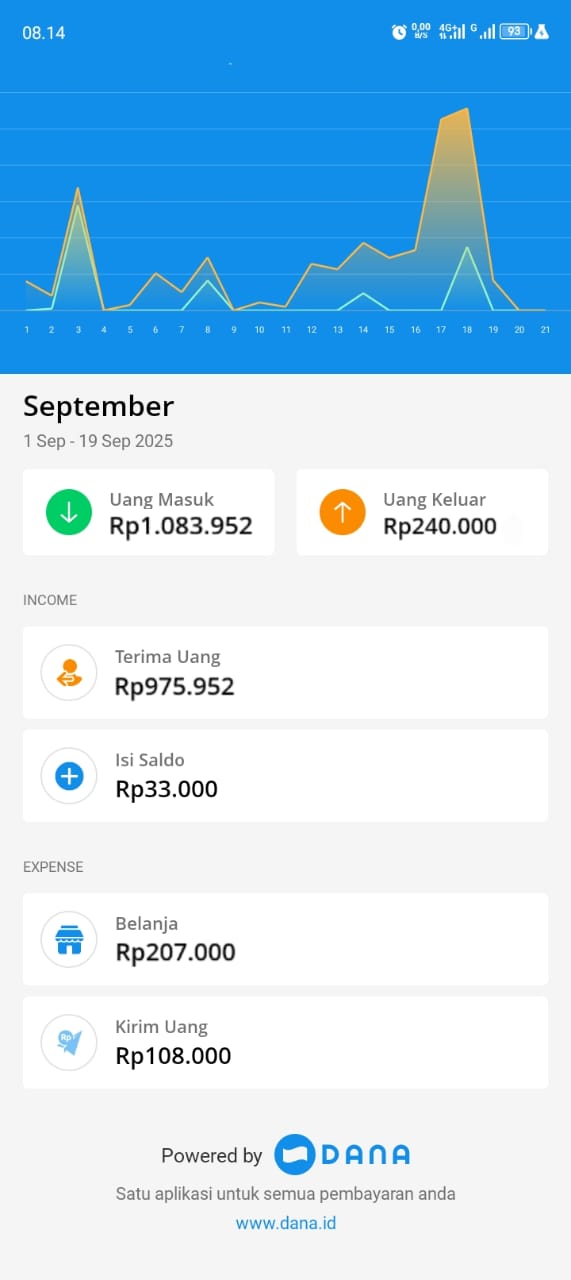 08.14
0,00
B/S
4G+
G
93
1 2 3 4 5 6 7 8 9 10 11 12 13 14 15 16 17 18 19 20 21
September
1 Sep - 19 Sep 2025
Uang Masuk
Rp1.083.952
Uang Keluar
Rp240.000
INCOME
Terima Uang
Rp975.952
Isi Saldo
Rp33.000
EXPENSE
Belanja
Rp207.000
Rp
Kirim Uang
Rp108.000
Powered by DANA
Satu aplikasi untuk semua pembayaran anda
www.dana.id